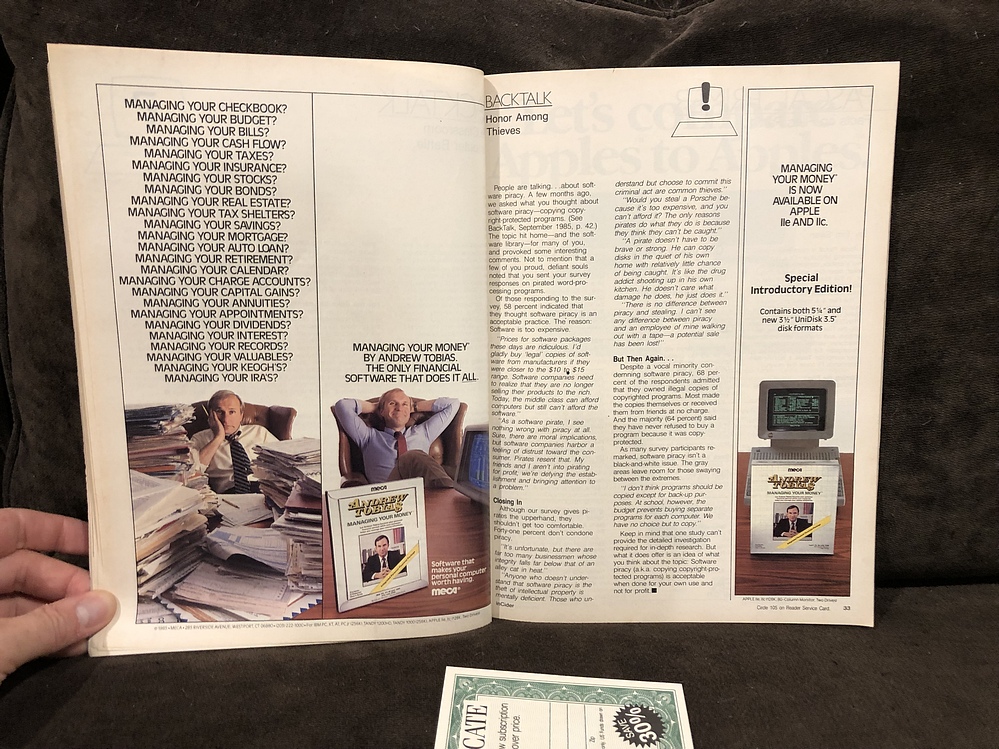 MANAGING YOUR CHECKBOOK?
MANAGING YOUR BUDGET?
MANAGING YOUR BILLS?
MANAGING YOUR CASH FLOW?
MANAGING YOUR TAXES?
MANAGING YOUR INSURANCE?
MANAGING YOUR STOCKS?
MANAGING YOUR BONDS?
MANAGING YOUR REAL ESTATE?
MANAGING YOUR TAX SHELTERS?
MANAGING YOUR SAVINGS?
MANAGING YOUR MORTGAGE?
MANAGING YOUR AUTO LOAN?
MANAGING YOUR RETIREMENT?
MANAGING YOUR CALENDAR?
MANAGING YOUR CHARGE ACCOUNTS?
MANAGING YOUR CAPITAL GAINS?
MANAGING YOUR ANNUITIES?
MANAGING YOUR APPOINTMENTS?
MANAGING YOUR DIVIDENDS?
MANAGING YOUR INTEREST?
MANAGING YOUR RECORDS?
MANAGING YOUR VALUABLES?
MANAGING YOUR KEOGH'S?
MANAGING YOUR IRA'S?
MANAGING YOUR MONEY™
BY ANDREW TOBIAS.
THE ONLY FINANCIAL
SOFTWARE THAT DOES IT ALL.
meca
ANDREW
TOBIAS
MANAGING YOUR MONEY
Software that
makes your
personal computer
worth having.
meca
BACKTALK
Honor Among
Thieves
People are talking. . .about soft-
ware piracy. A few months ago,
we asked what you thought about
software piracy—copying copy-
right-protected programs. (See
BackTalk, September 1985, p. 42.)
The topic hit home—and the soft-
ware library—for many of you,
and provoked some interesting
comments. Not to mention that a
few of you proud, defiant souls
noted that you sent your survey
responses on pirated word-pro-
cessing programs.
Of those responding to the sur-
vey, 58 percent indicated that
they thought software piracy is an
acceptable practice. The reason:
Software is too expensive.
"Prices for software packages
these days are ridiculous. I'd
gladly buy 'legal' copies of soft-
ware from manufacturers if they
were closer to the $10 to $15
range. Software companies need
to realize that they are no longer
selling their products to the rich.
Today, the middle class can afford
computers but still can't afford the
software."
"As a software pirate, I see
nothing wrong with piracy at all.
Sure, there are moral implications,
but software companies harbor a
feeling of distrust toward the con-
sumer. Pirates resent that. My
friends and I aren't into pirating
for profit, we're defying the estab-
lishment and bringing attention to
a problem."
Closing In
Although our survey gives pi-
rates the upperhand, they
shouldn't get too comfortable.
Forty-one percent don't condone
piracy.
"It's unfortunate, but there are
far too many businessmen whose
integrity falls far below that of an
alley cat in heat."
"Anyone who doesn't under-
stand that software piracy is the
theft of intellectual property is
mentally deficient. Those who un-
inCider
derstand but choose to commit this
criminal act are common thieves."
"Would you steal a Porsche be-
cause it's too expensive, and you
can't afford it? The only reasons
pirates do what they do is because
they think they can't be caught."
"A pirate doesn't have to be
brave or strong. He can copy
disks in the quiet of his own
home with relatively little chance
of being caught. It's like the drug
addict shooting up in his own
kitchen. He doesn't care what
damage he does, he just does it."
"There is no difference between
piracy and stealing. I can't see
any difference between piracy
and an employee of mine walking
out with a tape—a potential sale
has been lost!"
But Then Again. . .
Despite a vocal minority con-
demning software piracy, 68 per-
cent of the respondents admitted
that they owned illegal copies of
copyrighted programs. Most made
the copies themselves or received
them from friends at no charge.
And the majority (64 percent) said
they have never refused to buy a
program because it was copy-
protected.
As many survey participants re-
marked, software piracy isn't a
black-and-white issue. The gray
areas leave room for those swaying
between the extremes.
"I don't think programs should be
copied except for back-up pur-
poses. At school, however, the
budget prevents buying separate
programs for each computer. We
have no choice but to copy."
Keep in mind that one study can't
provide the detailed investigation
required for in-depth research. But
what it does offer is an idea of what
you think about the topic: Software
piracy (a.k.a. copying copyright-pro-
tected programs) is acceptable
when done for your own use and
not for profit.
!
MANAGING
YOUR MONEY™
IS NOW
AVAILABLE ON
APPLE
IIe AND IIc.
Special
Introductory Edition!
Contains both 5¼" and
new 3½" UniDisk 3.5"
disk formats
meca
ANDREW
TOBIAS
MANAGING YOUR MONEY
Circle 105 on Reader Service Card.
33
CATE
subscription
over price.
SAVE
30%